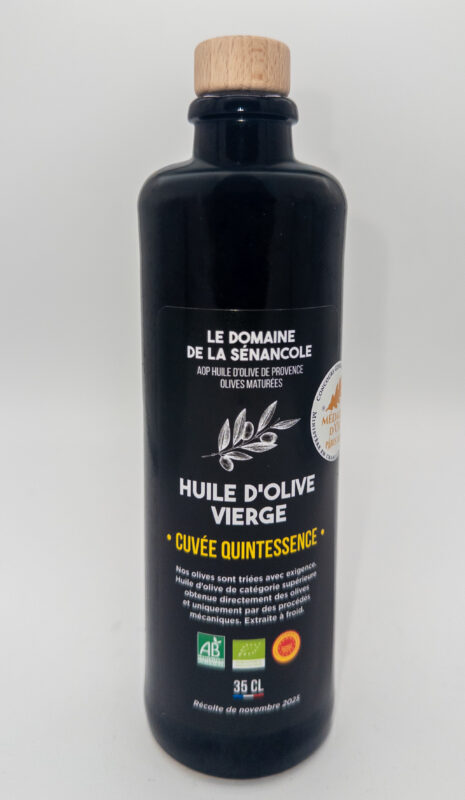 LE DOMAINE
DE LA SÉNANCOLE
AOP HUILE D'OLIVE DE PROVENCE
OLIVES MATURÉES
HUILE D'OLIVE
VIERGE
• CUVÉE QUINTESSENCE •
Nos olives sont triées avec exigence.
Huile d'olive de catégorie supérieure
obtenue directement des olives
et uniquement par des procédés
mécaniques. Extraite à froid.
AB
35 CL
Récolte de novembre 2025